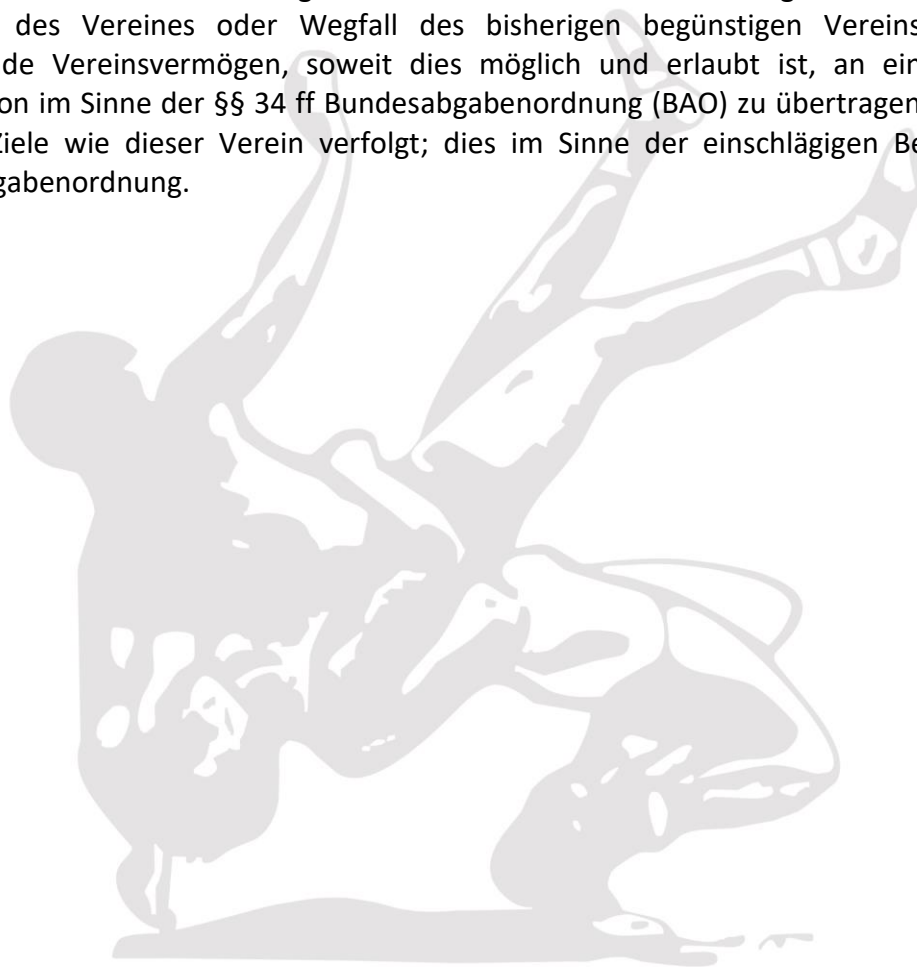 des Vereines oder Wegfall des bisherigen begünstigen Vereins
de Vereinsvermögen, soweit dies möglich und erlaubt ist, an ein
on im Sinne der §§ 34 ff Bundesabgabenordnung (BAO) zu übertragen
Ziele wie dieser Verein verfolgt; dies im Sinne der einschlägigen Be
gabenordnung.